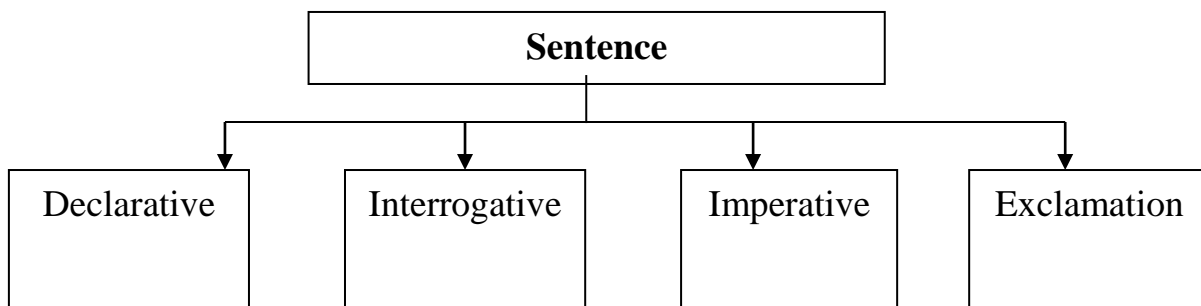 Sentence
Declarative
Interrogative
Imperative
Exclamation